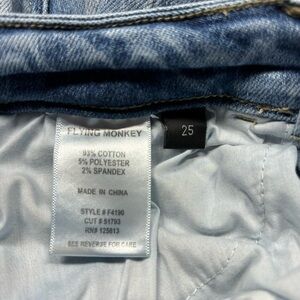 FLYING MONKEY
93% COTTON
5% POLYESTER
2% SPANDEX
MADE IN CHINA
STYLE # F4190
CUT # 51793
RN# 125813
SEE REVERSE FOR CARE
25